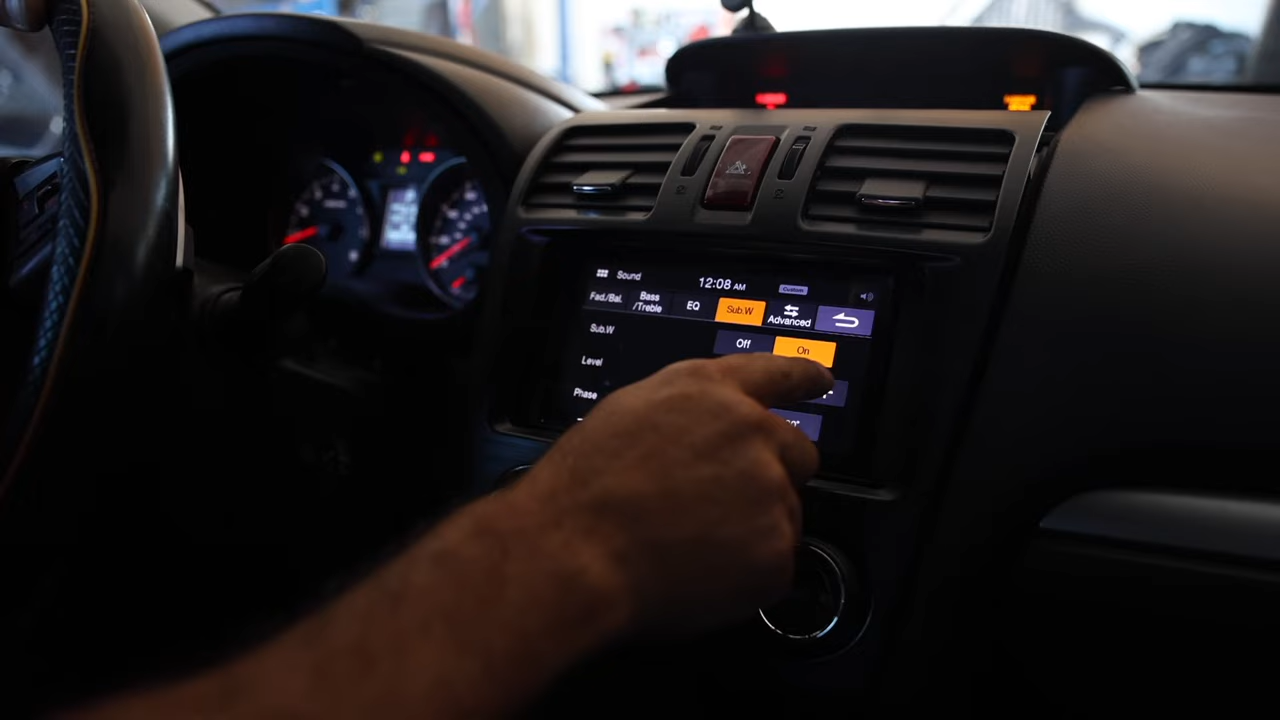 Sound
12:08 AM
Custom
Fad./Bal.
Bass
/Treble
EQ
Sub.W
Advanced
Sub.W
Off
On
Level
Phase